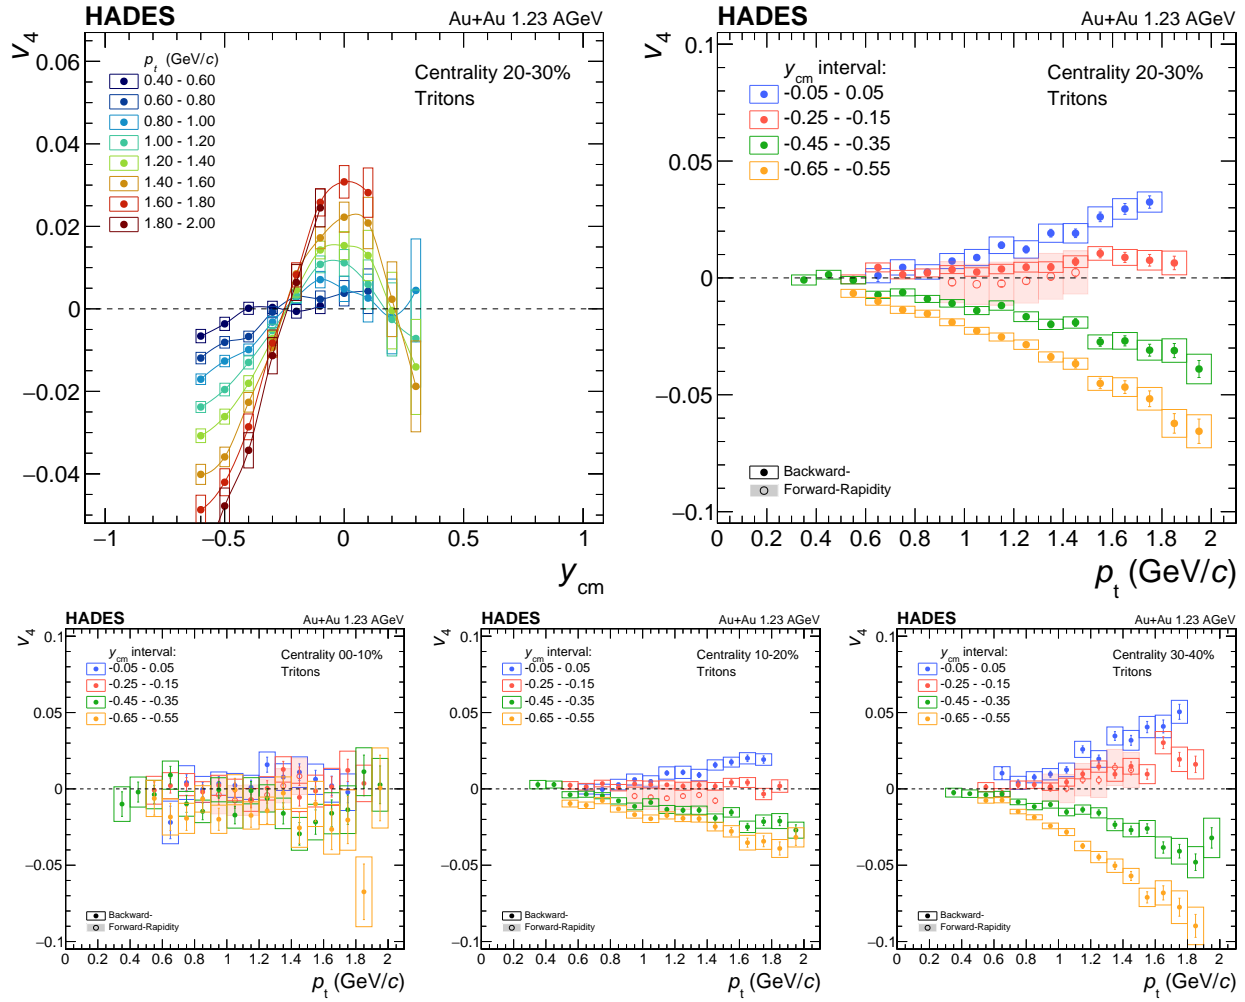 HADES
Au+Au 1.23 AGeV
v4
0.06
0.04
0.02
0
−0.02
−0.04
pt (GeV/c)
0.40 - 0.60
0.60 - 0.80
0.80 - 1.00
1.00 - 1.20
1.20 - 1.40
1.40 - 1.60
1.60 - 1.80
1.80 - 2.00
Centrality 20-30%
Tritons
−1
−0.5
0
0.5
1
ycm
HADES
Au+Au 1.23 AGeV
v4
0.1
0.05
0
−0.05
−0.1
ycm interval:
-0.05 - 0.05
-0.25 - -0.15
-0.45 - -0.35
-0.65 - -0.55
Centrality 20-30%
Tritons
Backward-
Forward-Rapidity
0 0.2 0.4 0.6 0.8 1 1.2 1.4 1.6 1.8 2
pt (GeV/c)
HADES
Au+Au 1.23 AGeV
v4
0.1
0.05
0
−0.05
−0.1
ycm interval:
-0.05 - 0.05
-0.25 - -0.15
-0.45 - -0.35
-0.65 - -0.55
Centrality 00-10%
Tritons
Backward-
Forward-Rapidity
0 0.2 0.4 0.6 0.8 1 1.2 1.4 1.6 1.8 2
pt (GeV/c)
HADES
Au+Au 1.23 AGeV
v4
0.1
0.05
0
−0.05
−0.1
ycm interval:
-0.05 - 0.05
-0.25 - -0.15
-0.45 - -0.35
-0.65 - -0.55
Centrality 10-20%
Tritons
Backward-
Forward-Rapidity
0 0.2 0.4 0.6 0.8 1 1.2 1.4 1.6 1.8 2
pt (GeV/c)
HADES
Au+Au 1.23 AGeV
v4
0.1
0.05
0
−0.05
−0.1
ycm interval:
-0.05 - 0.05
-0.25 - -0.15
-0.45 - -0.35
-0.65 - -0.55
Centrality 30-40%
Tritons
Backward-
Forward-Rapidity
0 0.2 0.4 0.6 0.8 1 1.2 1.4 1.6 1.8 2
pt (GeV/c)